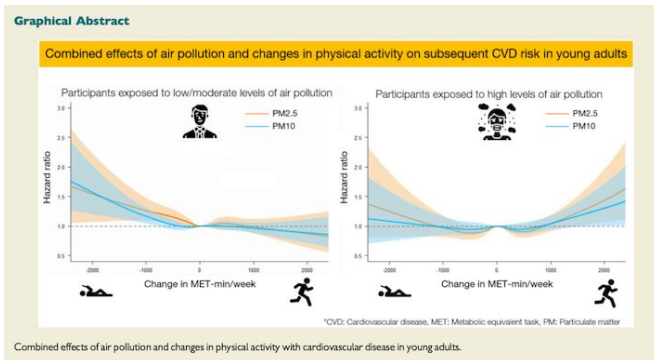 Graphical Abstract
Combined effects of air pollution and changes in physical activity on subsequent CVD risk in young adults
Participants exposed to low/moderate levels of air pollution
3.0
2.5
2.0
1.5
1.0
0.5
Hazard ratio
PM2.5
PM10
-2000
-1000
0
1000
2000
Change in MET-min/week
Participants exposed to high levels of air pollution
3.0
2.5
2.0
1.5
1.0
0.5
Hazard ratio
PM2.5
PM10
-2000
-1000
0
1000
2000
Change in MET-min/week
*CVD: Cardiovascular disease, MET: Metabolic equivalent task, PM: Particulate matter
Combined effects of air pollution and changes in physical activity with cardiovascular disease in young adults.